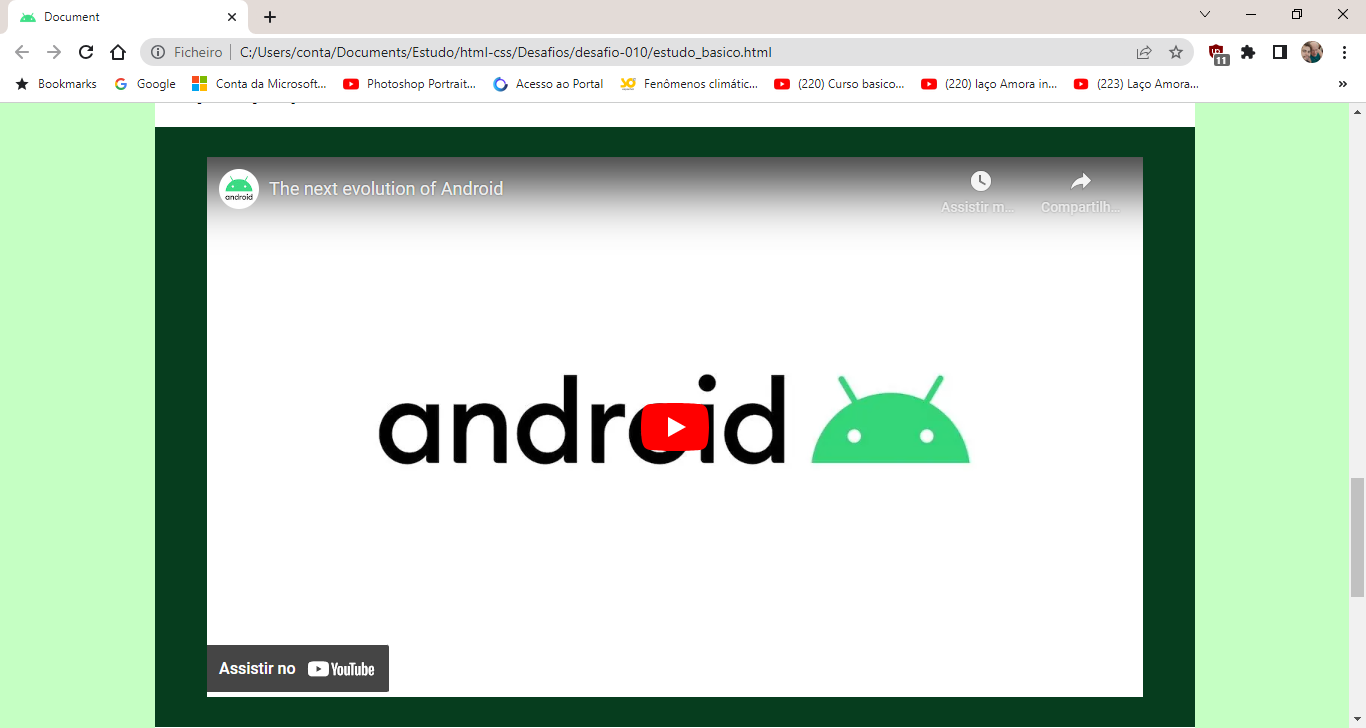 Document
Ficheiro
C:/Users/conta/Documents/Estudo/html-css/Desafios/desafio-010/estudo_basico.html
11
Bookmarks
Google
Conta da Microsoft...
Photoshop Portrait...
Acesso ao Portal
Fenômenos climátic...
(220) Curso basico...
(220) laço Amora in...
(223) Laço Amora...
»
android
The next evolution of Android
Assistir m...
Compartilh...
android
Assistir no YouTube